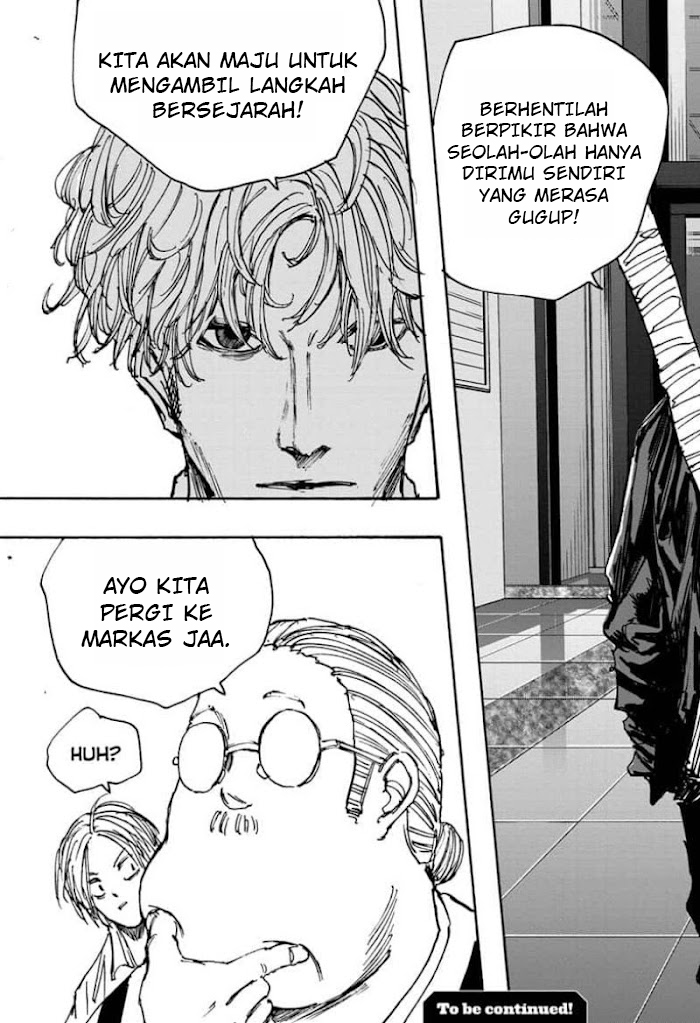 BERHENTILAH
BERPIKIR BAHWA
SEOLAH-OLAH HANYA
DIRIMU SENDIRI
YANG MERASA
GUGUP!
KITA AKAN MAJU UNTUK
MENGAMBIL LANGKAH
BERSEJARAH!
AYO KITA
PERGI KE
MARKAS JAA.
HUH?
To be continued!